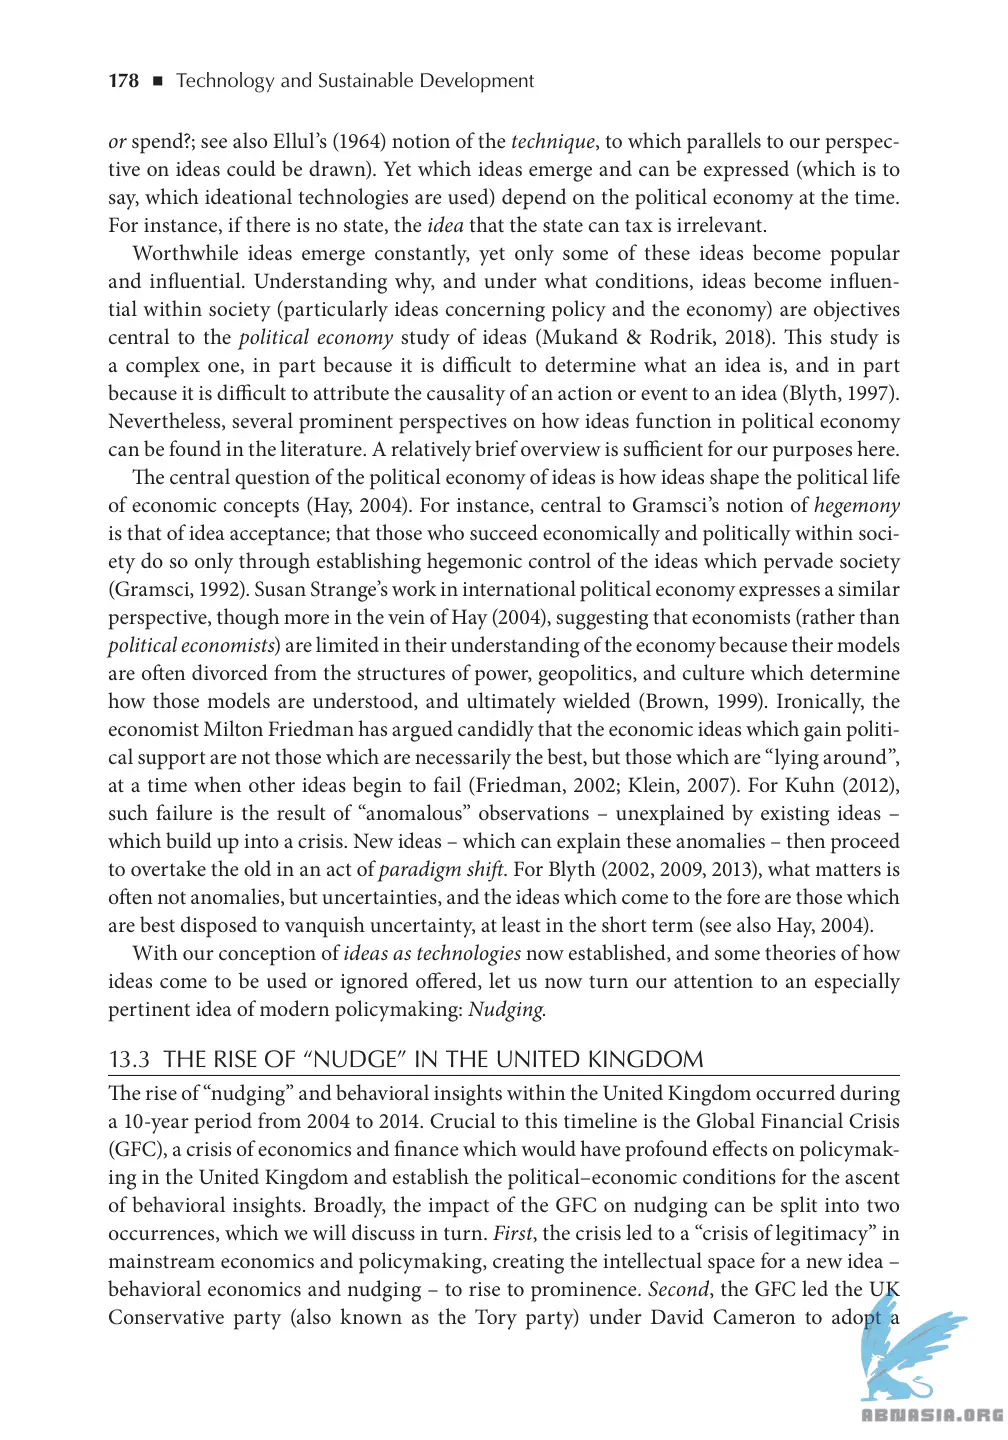 178 ■ Technology and Sustainable Development
or spend?; see also Ellul’s (1964) notion of the technique, to which parallels to our perspec-
tive on ideas could be drawn). Yet which ideas emerge and can be expressed (which is to
say, which ideational technologies are used) depend on the political economy at the time.
For instance, if there is no state, the idea that the state can tax is irrelevant.
Worthwhile ideas emerge constantly, yet only some of these ideas become popular
and influential. Understanding why, and under what conditions, ideas become influen-
tial within society (particularly ideas concerning policy and the economy) are objectives
central to the political economy study of ideas (Mukand & Rodrik, 2018). This study is
a complex one, in part because it is difficult to determine what an idea is, and in part
because it is difficult to attribute the causality of an action or event to an idea (Blyth, 1997).
Nevertheless, several prominent perspectives on how ideas function in political economy
can be found in the literature. A relatively brief overview is sufficient for our purposes here.
The central question of the political economy of ideas is how ideas shape the political life
of economic concepts (Hay, 2004). For instance, central to Gramsci’s notion of hegemony
is that of idea acceptance; that those who succeed economically and politically within soci-
ety do so only through establishing hegemonic control of the ideas which pervade society
(Gramsci, 1992). Susan Strange’s work in international political economy expresses a similar
perspective, though more in the vein of Hay (2004), suggesting that economists (rather than
political economists) are limited in their understanding of the economy because their models
are often divorced from the structures of power, geopolitics, and culture which determine
how those models are understood, and ultimately wielded (Brown, 1999). Ironically, the
economist Milton Friedman has argued candidly that the economic ideas which gain politi-
cal support are not those which are necessarily the best, but those which are “lying around”,
at a time when other ideas begin to fail (Friedman, 2002; Klein, 2007). For Kuhn (2012),
such failure is the result of “anomalous” observations – unexplained by existing ideas –
which build up into a crisis. New ideas – which can explain these anomalies – then proceed
to overtake the old in an act of paradigm shift. For Blyth (2002, 2009, 2013), what matters is
often not anomalies, but uncertainties, and the ideas which come to the fore are those which
are best disposed to vanquish uncertainty, at least in the short term (see also Hay, 2004).
With our conception of ideas as technologies now established, and some theories of how
ideas come to be used or ignored offered, let us now turn our attention to an especially
pertinent idea of modern policymaking: Nudging.
13.3 THE RISE OF “NUDGE” IN THE UNITED KINGDOM
The rise of “nudging” and behavioral insights within the United Kingdom occurred during
a 10-year period from 2004 to 2014. Crucial to this timeline is the Global Financial Crisis
(GFC), a crisis of economics and finance which would have profound effects on policymak-
ing in the United Kingdom and establish the political–economic conditions for the ascent
of behavioral insights. Broadly, the impact of the GFC on nudging can be split into two
occurrences, which we will discuss in turn. First, the crisis led to a “crisis of legitimacy” in
mainstream economics and policymaking, creating the intellectual space for a new idea –
behavioral economics and nudging – to rise to prominence. Second, the GFC led the UK
Conservative party (also known as the Tory party) under David Cameron to adopt a
ABNASIA.ORG